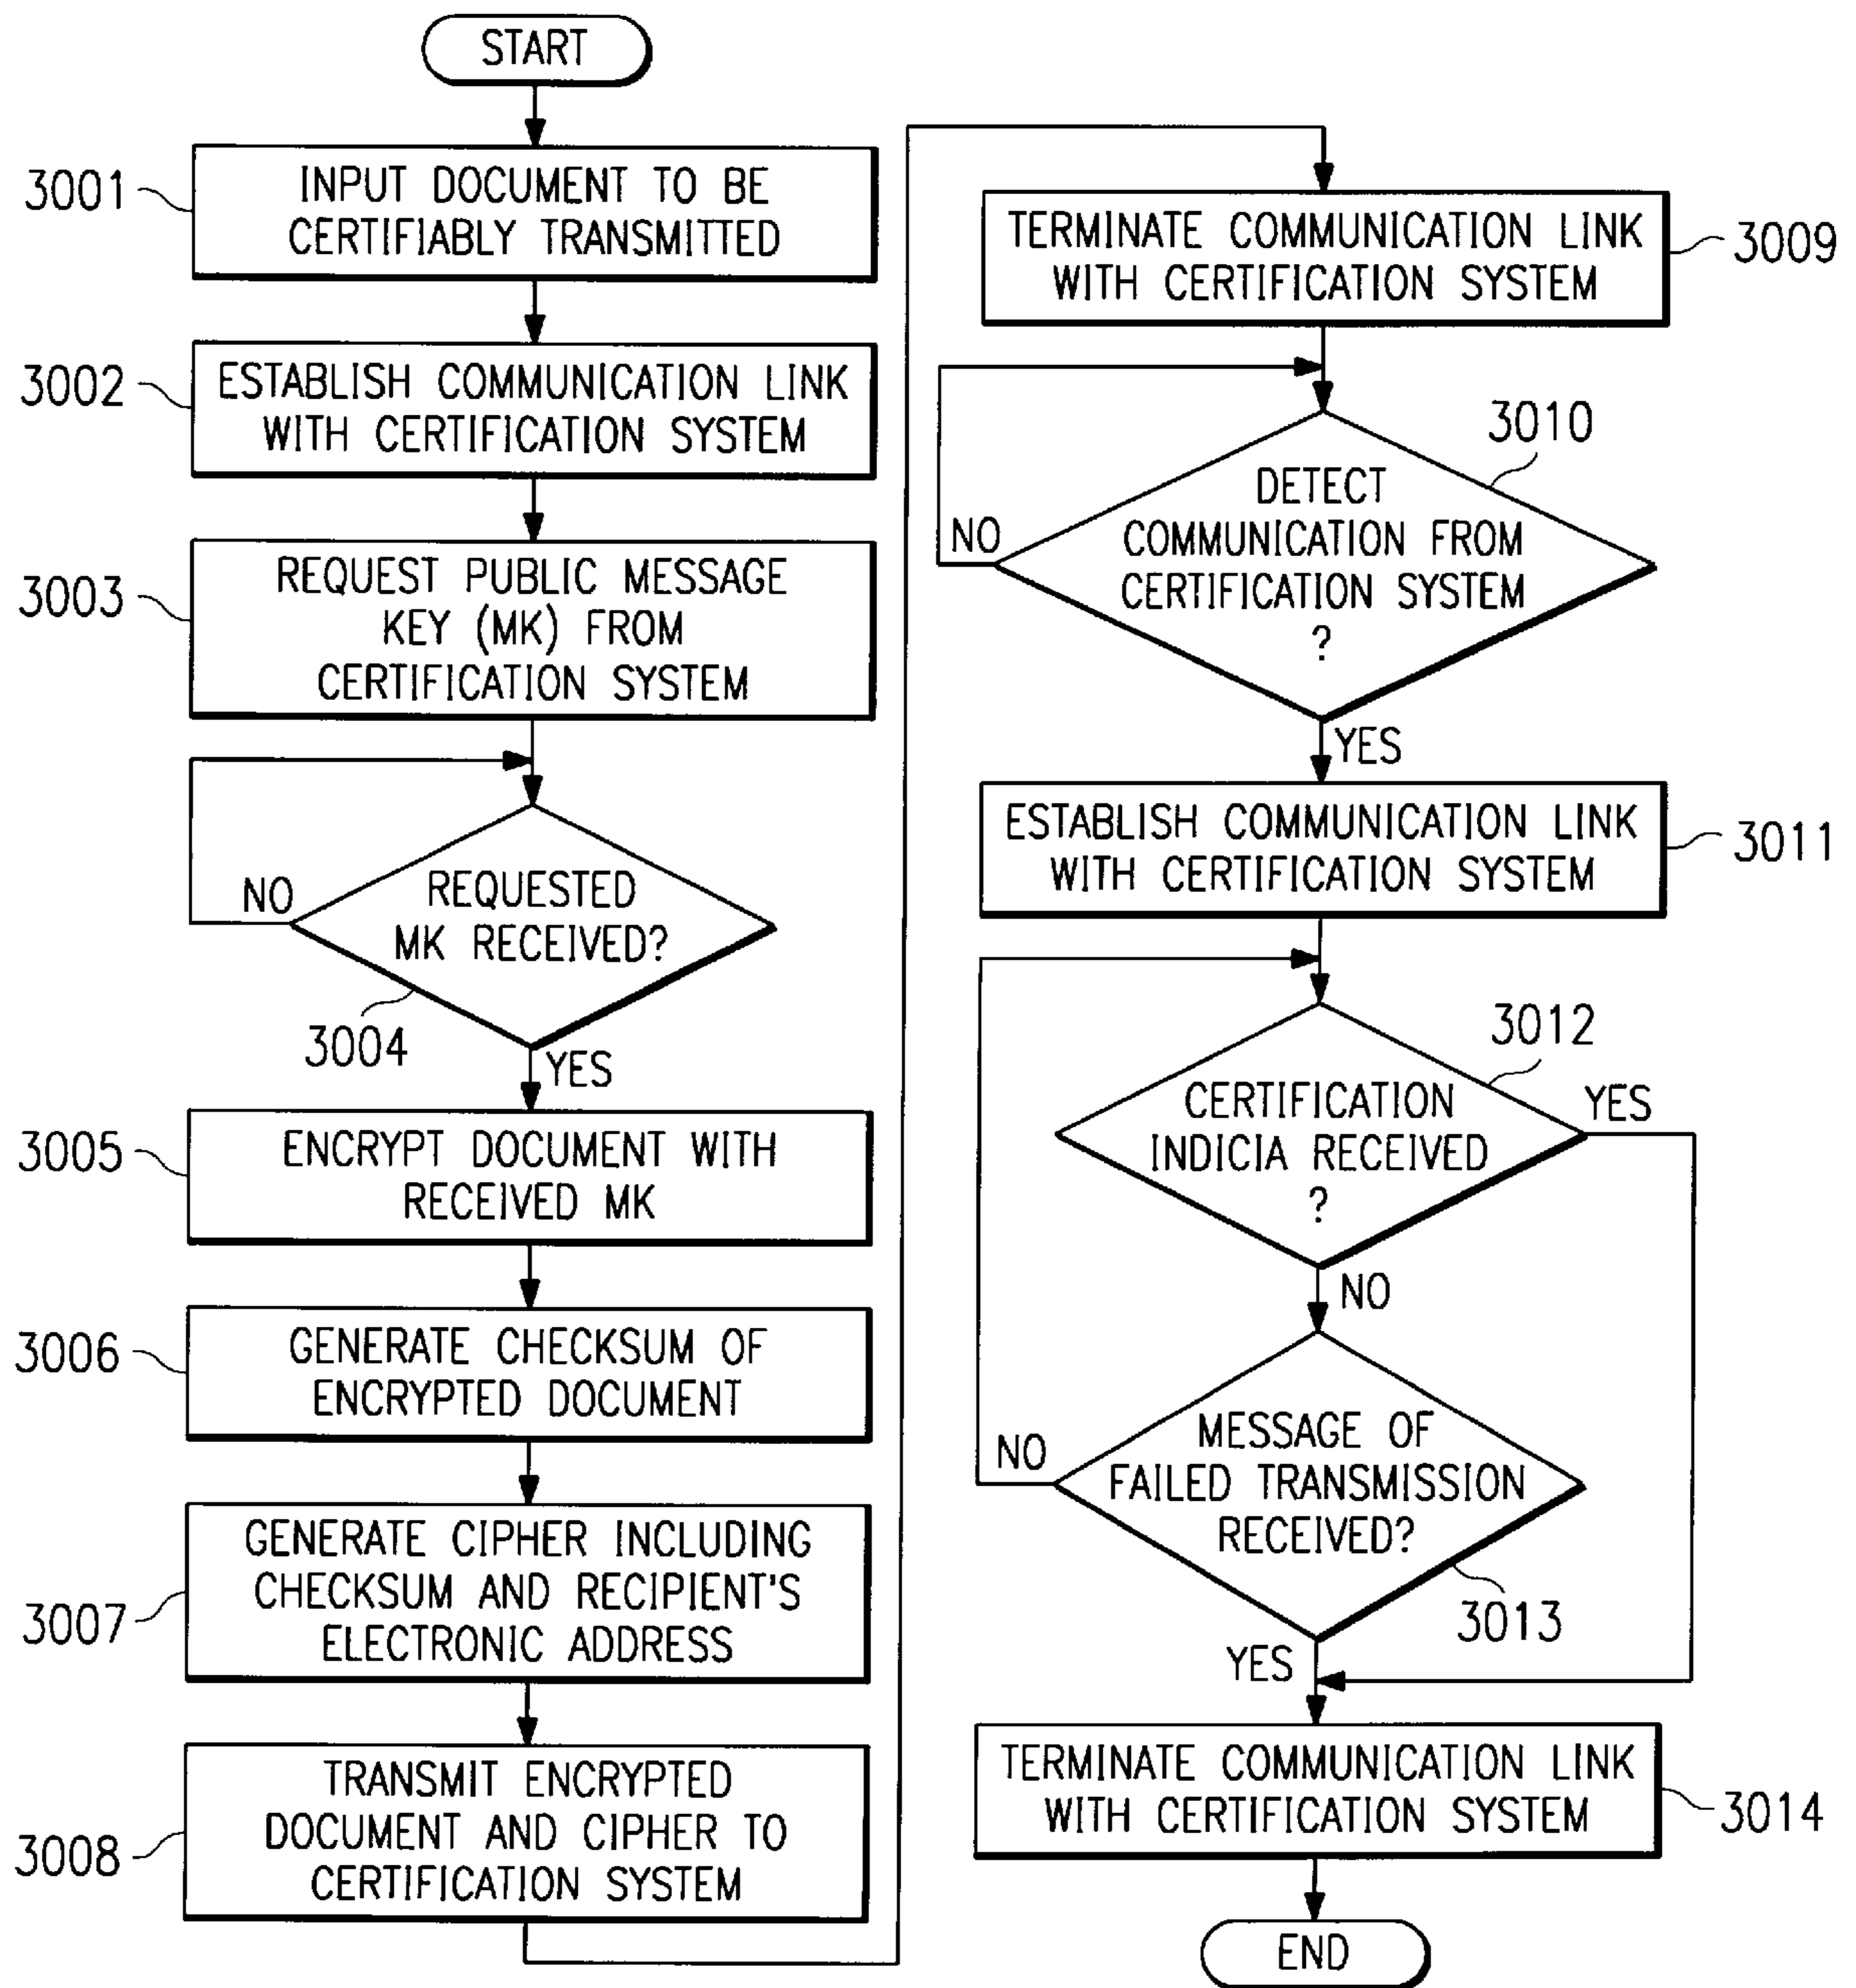 START
3001
INPUT DOCUMENT TO BE
CERTIFIABLY TRANSMITTED
3002
ESTABLISH COMMUNICATION LINK
WITH CERTIFICATION SYSTEM
3003
REQUEST PUBLIC MESSAGE
KEY (MK) FROM
CERTIFICATION SYSTEM
NO
REQUESTED
MK RECEIVED?
3004
YES
3005
ENCRYPT DOCUMENT WITH
RECEIVED MK
3006
GENERATE CHECKSUM OF
ENCRYPTED DOCUMENT
3007
GENERATE CIPHER INCLUDING
CHECKSUM AND RECIPIENT'S
ELECTRONIC ADDRESS
3008
TRANSMIT ENCRYPTED
DOCUMENT AND CIPHER TO
CERTIFICATION SYSTEM
TERMINATE COMMUNICATION LINK
WITH CERTIFICATION SYSTEM
3009
3010
DETECT
COMMUNICATION FROM
CERTIFICATION SYSTEM
?
NO
YES
ESTABLISH COMMUNICATION LINK
WITH CERTIFICATION SYSTEM
3011
3012
CERTIFICATION
INDICIA RECEIVED
?
YES
NO
MESSAGE OF
FAILED TRANSMISSION
RECEIVED?
NO
3013
YES
TERMINATE COMMUNICATION LINK
WITH CERTIFICATION SYSTEM
3014
END